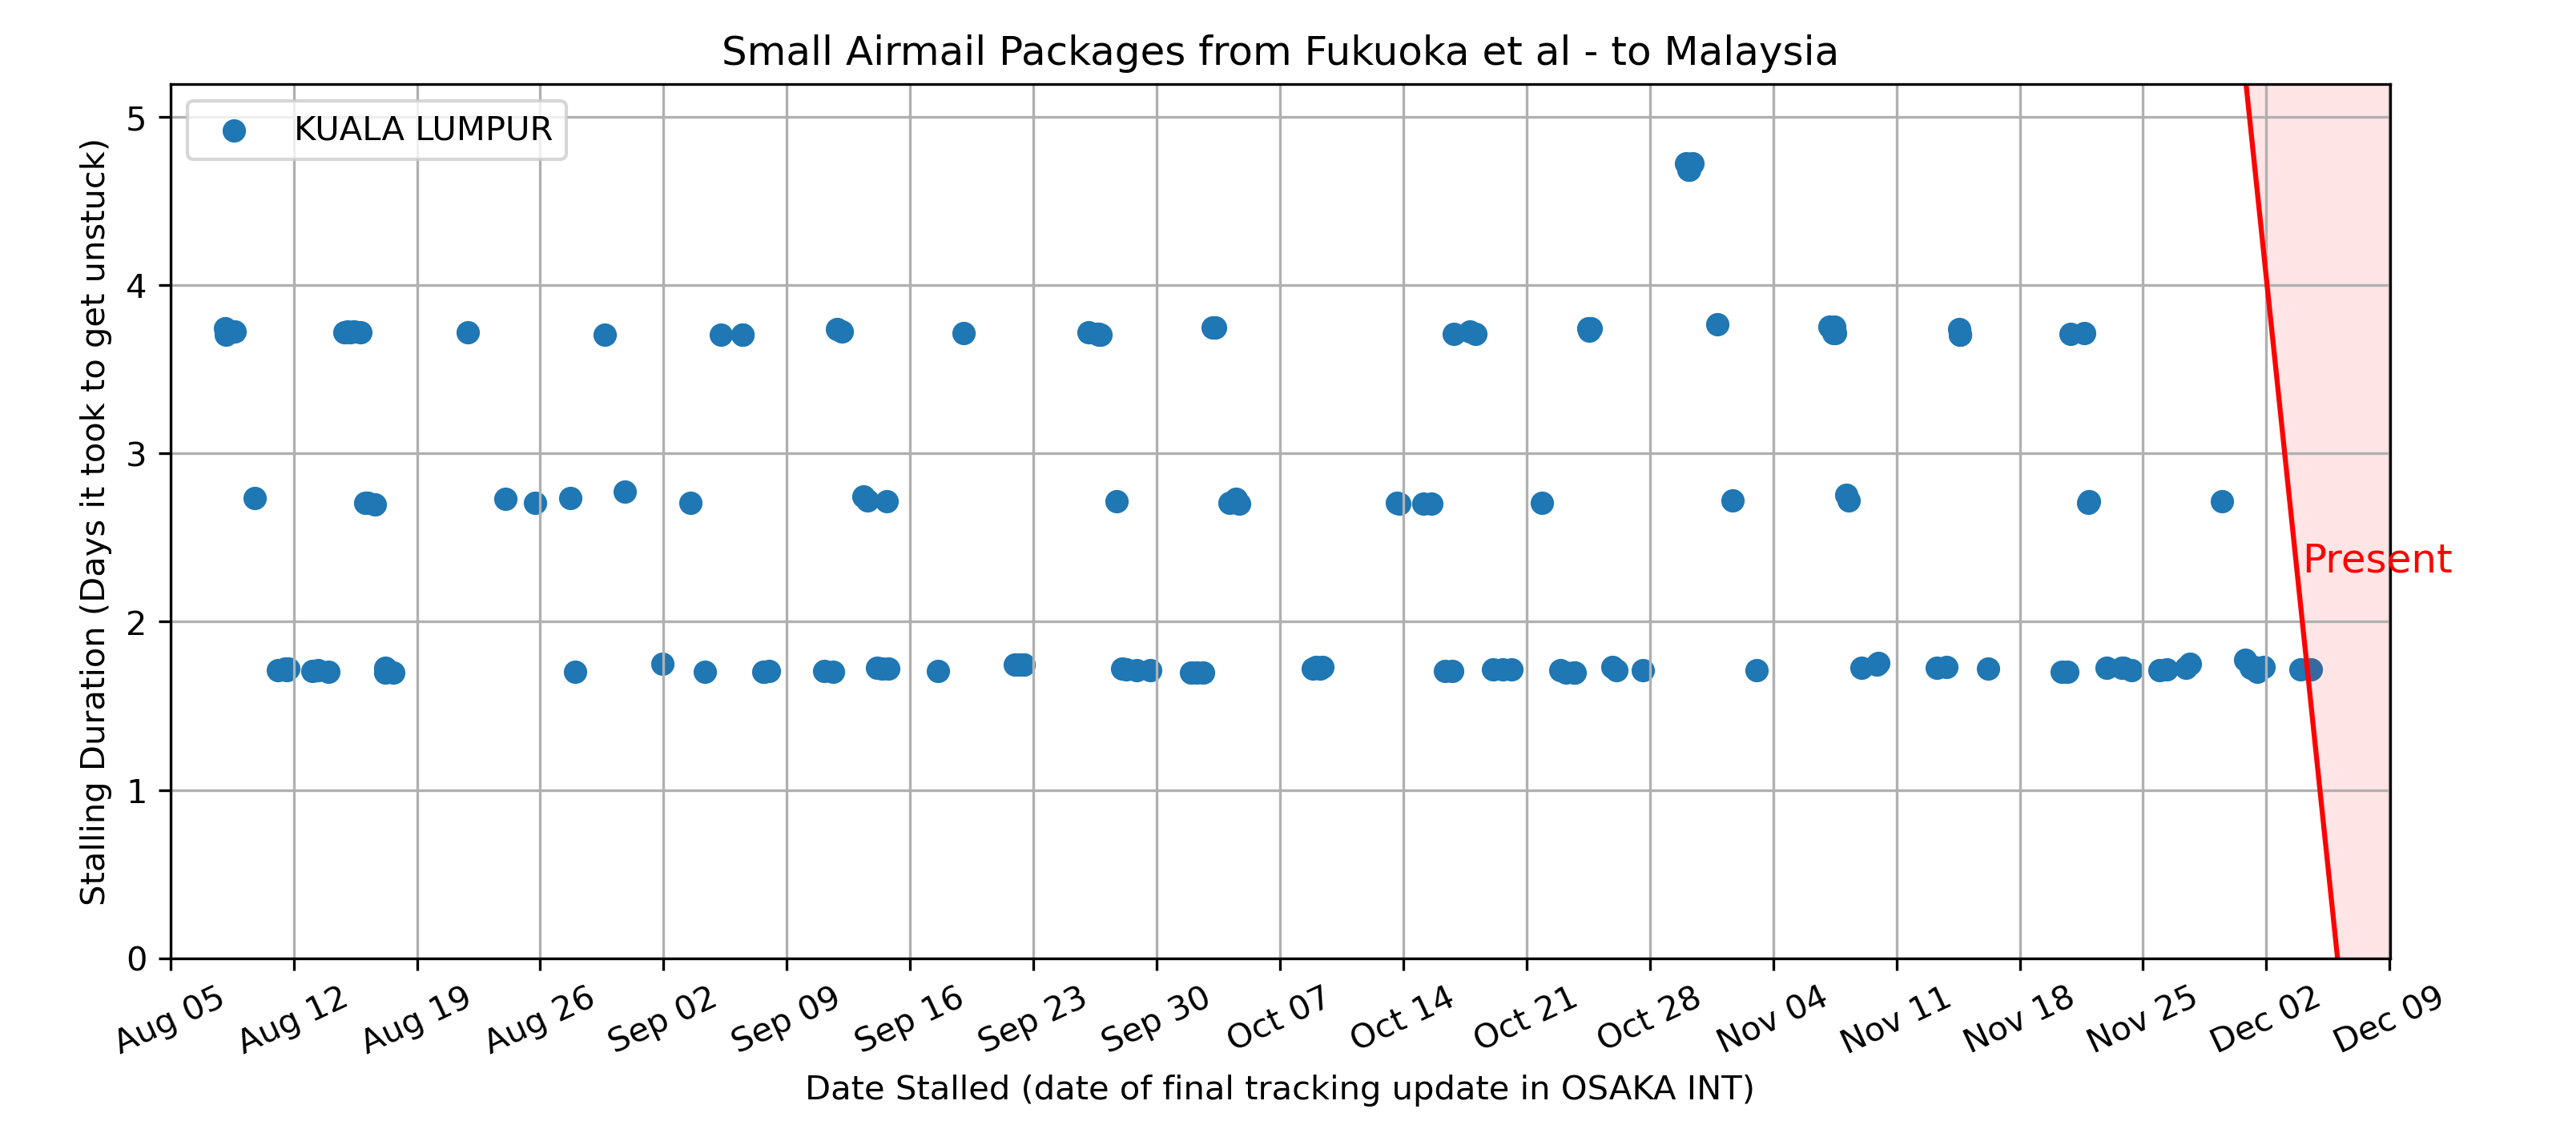 Small Airmail Packages from Fukuoka et al - to Malaysia
KUALA LUMPUR
Stalling Duration (Days it took to get unstuck)
5
4
3
2
1
0
Present
Aug 05
Aug 12
Aug 19
Aug 26
Sep 02
Sep 09
Sep 16
Sep 23
Sep 30
Oct 07
Oct 14
Oct 21
Oct 28
Nov 04
Nov 11
Nov 18
Nov 25
Dec 02
Dec 09
Date Stalled (date of final tracking update in OSAKA INT)